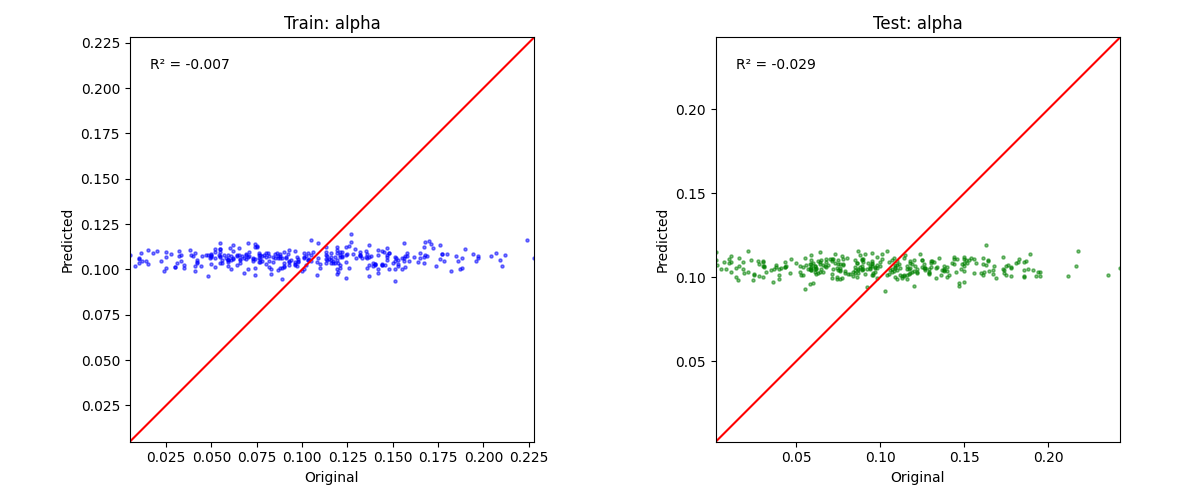 Train: alpha
R² = -0.007
0.225
0.200
0.175
0.150
0.125
0.100
0.075
0.050
0.025
Predicted
0.025 0.050 0.075 0.100 0.125 0.150 0.175 0.200 0.225
Original
Test: alpha
R² = -0.029
0.20
0.15
0.10
0.05
Predicted
0.05 0.10 0.15 0.20
Original